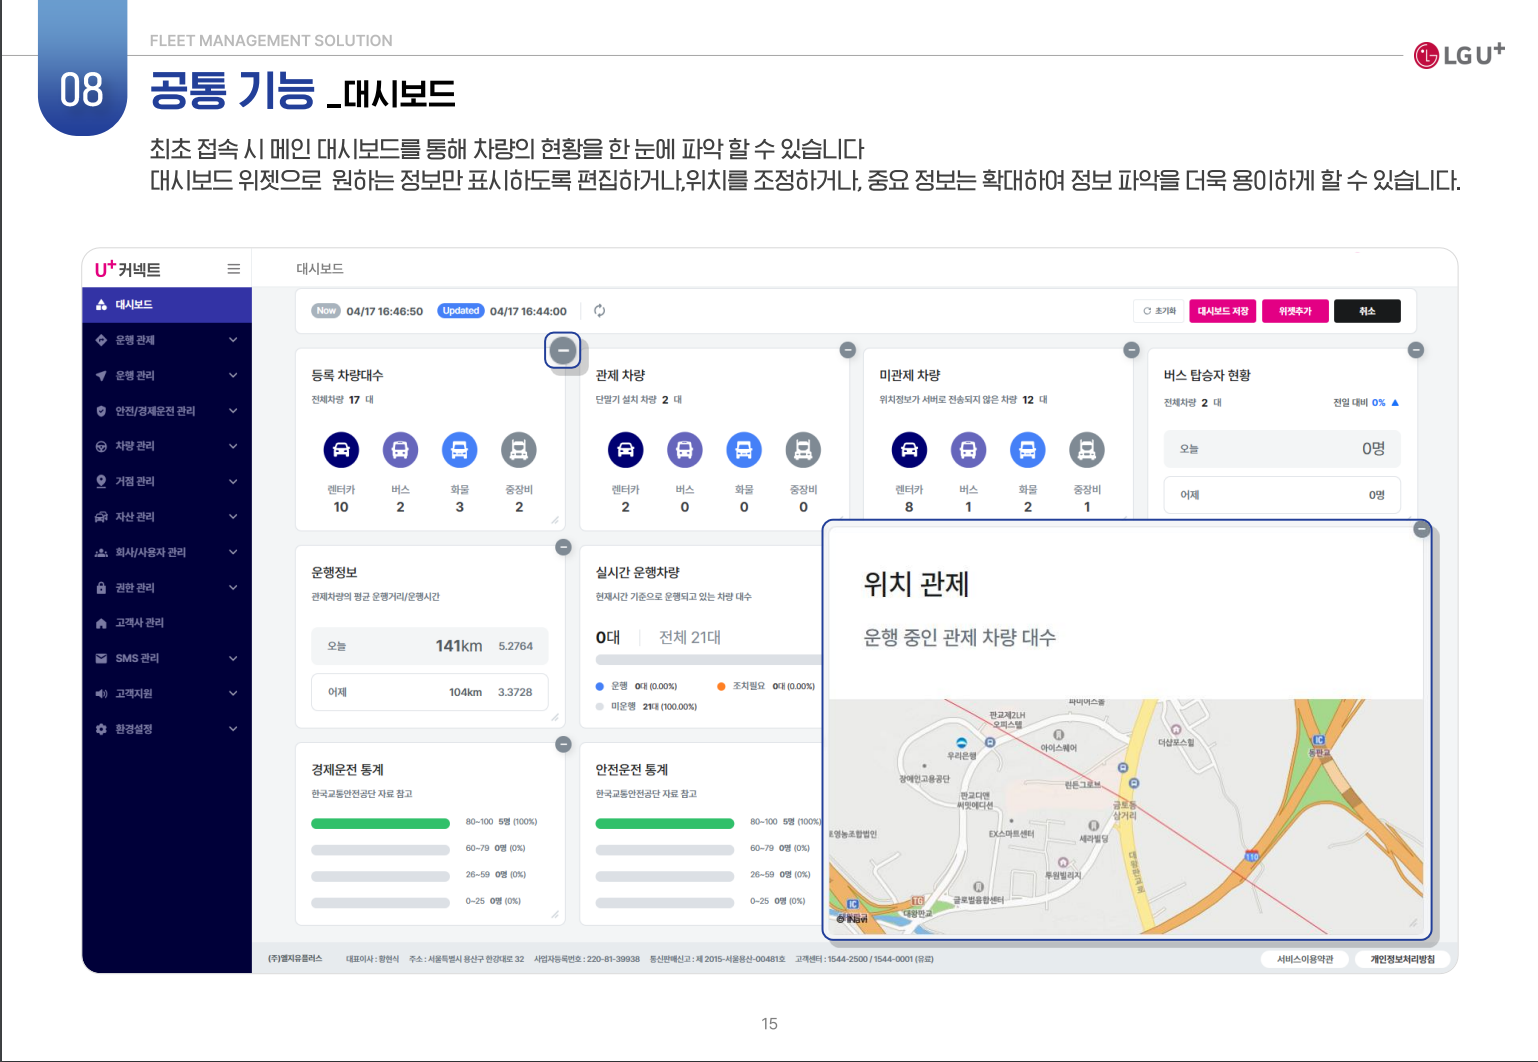 FLEET MANAGEMENT SOLUTION
LG U+
08
공통 기능 _대시보드
최초 접속 시 메인 대시보드를 통해 차량의 현황을 한 눈에 파악 할 수 있습니다
대시보드 위젯으로 원하는 정보만 표시하도록 편집하거나,위치를 조정하거나, 중요 정보는 확대하여 정보 파악을 더욱 용이하게 할 수 있습니다.
U+커넥트
대시보드
대시보드
운행 관제
운행 관리
안전/경제운전 관리
차량 관리
거점 관리
자산 관리
회사/사용자 관리
권한 관리
고객사 관리
SMS 관리
고객지원
환경설정
Now 04/17 16:46:50 Updated 04/17 16:44:00
초기화 대시보드 저장 위젯추가 취소
등록 차량대수
전체차량 17 대
렌터카 버스 화물 중장비
10 2 3 2
관제 차량
단말기 설치 차량 2 대
렌터카 버스 화물 중장비
2 0 0 0
미관제 차량
위치정보가 서버로 전송되지 않은 차량 12 대
렌터카 버스 화물 중장비
8 1 2 1
버스 탑승자 현황
전체차량 2 대 전일 대비 0% ▲
오늘 0명
어제 0명
운행정보
관제차량의 평균 운행거리/운행시간
오늘 141km 5.2764
어제 104km 3.3728
실시간 운행차량
현재시간 기준으로 운행되고 있는 차량 대수
0대 전체 21대
운행 0대 (0.00%) 조치필요 0대 (0.00%)
미운행 21대 (100.00%)
경제운전 통계
한국교통안전공단 자료 참고
80~100 5명 (100%)
60~79 0명 (0%)
26~59 0명 (0%)
0~25 0명 (0%)
안전운전 통계
한국교통안전공단 자료 참고
80~100 5명 (100%)
60~79 0명 (0%)
26~59 0명 (0%)
0~25 0명 (0%)
위치 관제
운행 중인 관제 차량 대수
판교제2LH
오피스텔
아이스퀘어
더샵포스힐
IC
동판교
우리은행
장애인고용공단
린든그로브
판교디맨
씨밋에디션
금토동
삼거리
EX스마트센터
세라빌딩
110
투원빌리지
글로벌융합센터
TG
대왕판교
IC
© iNavi
(주)엘지유플러스 대표이사 : 황현식 주소 : 서울특별시 용산구 한강대로 32 사업자등록번호 : 220-81-39938 통신판매신고 : 제 2015-서울용산-00481호 고객센터 : 1544-2500 / 1544-0001 (유료)
서비스이용약관 개인정보처리방침
15